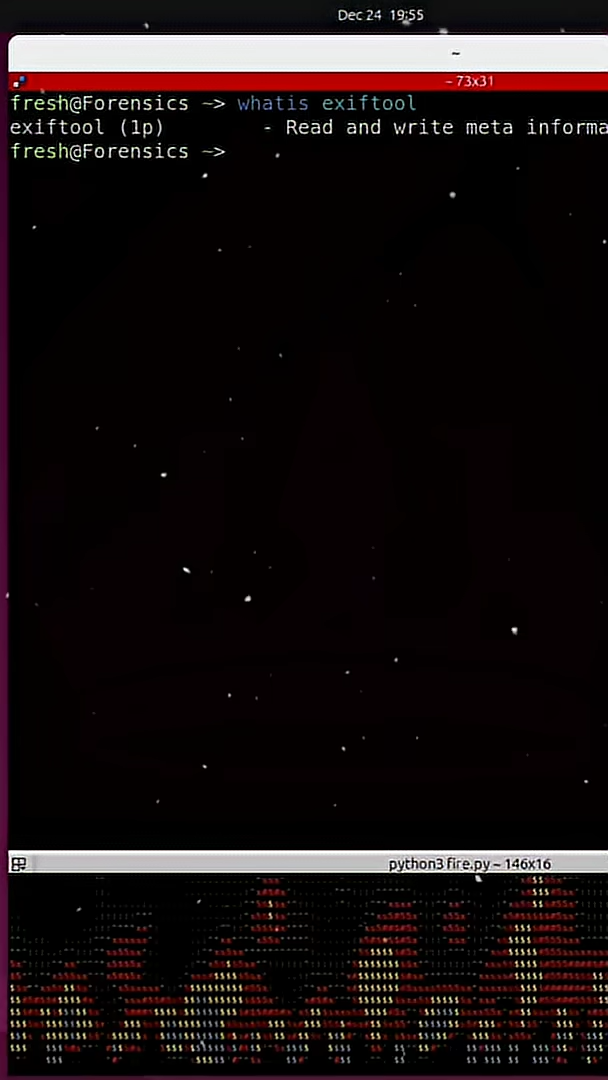 Dec 24 19:55
~
~ 73x31
fresh@Forensics ~> whatis exiftool
exiftool (1p)        - Read and write meta informa
fresh@Forensics ~>
python3 fire.py ~ 146x16